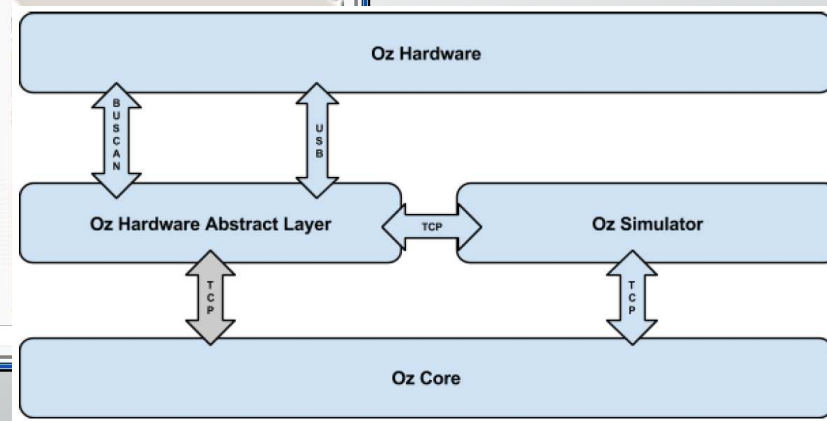 Oz Hardware
BUSCAN
USB
Oz Hardware Abstract Layer
TCP
Oz Simulator
TCP
TCP
Oz Core